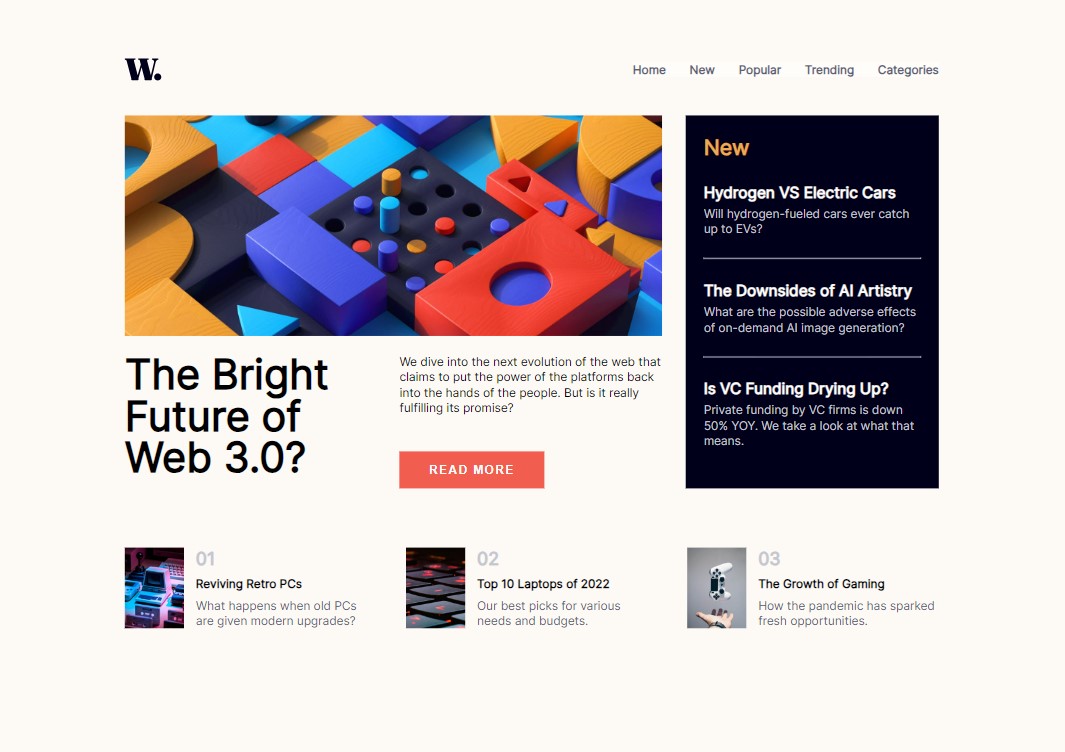 W.
Home New Popular Trending Categories
The Bright
Future of
Web 3.0?
We dive into the next evolution of the web that
claims to put the power of the platforms back
into the hands of the people. But is it really
fulfilling its promise?
READ MORE
New
Hydrogen VS Electric Cars
Will hydrogen-fueled cars ever catch
up to EVs?
The Downsides of AI Artistry
What are the possible adverse effects
of on-demand AI image generation?
Is VC Funding Drying Up?
Private funding by VC firms is down
50% YOY. We take a look at what that
means.
01
Reviving Retro PCs
What happens when old PCs
are given modern upgrades?
02
Top 10 Laptops of 2022
Our best picks for various
needs and budgets.
03
The Growth of Gaming
How the pandemic has sparked
fresh opportunities.